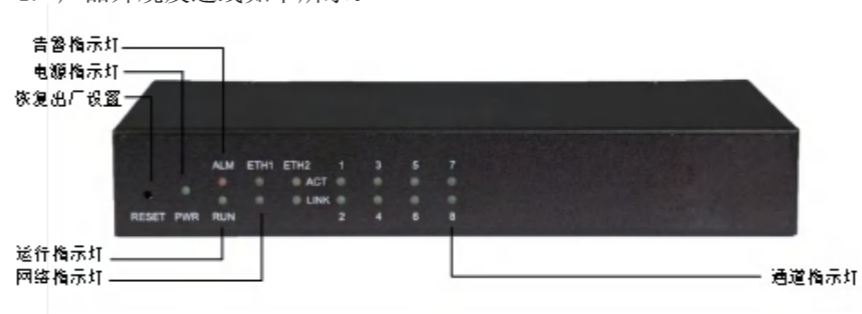 告警指示灯
电源指示灯
恢复出厂设置
ALM ETH1 ETH2 1 3 5 7
ACT
LINK
RESET PWR RUN 2 4 6 8
运行指示灯
网络指示灯
通道指示灯